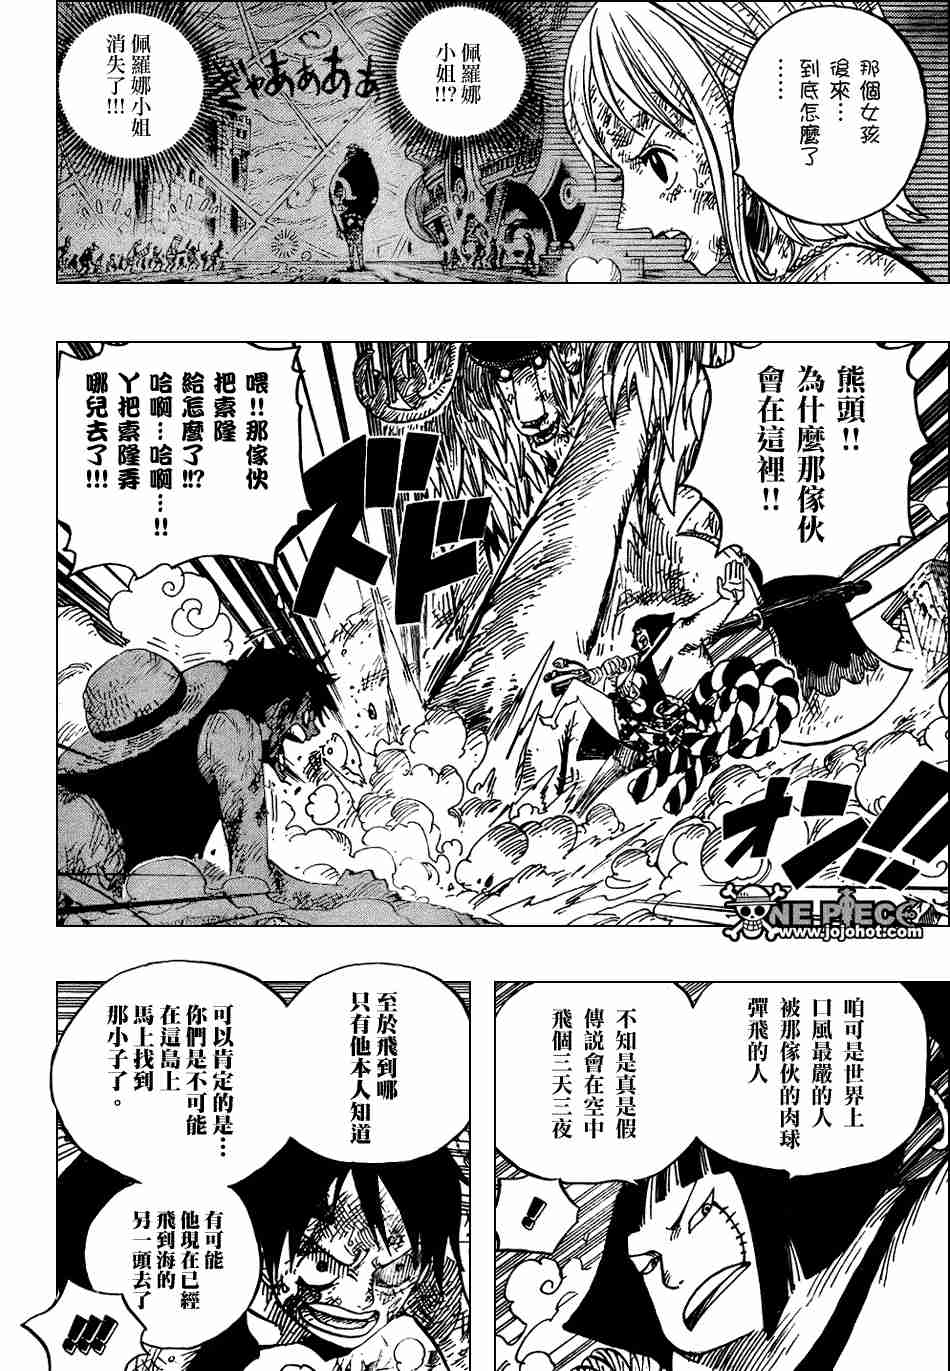 那個女孩
後來…
到底怎麼了
……
佩羅娜
小姐!!?
ぎゃああああ
佩羅娜小姐
消失了!!!
熊頭!!
為什麼那傢伙
會在這裡!!
喂!!那傢伙
把索隆
給怎麼了!?
哈啊…哈啊…!!
丫把索隆弄
哪兒去了!!!
ズドオン!!!
ONE PIECE
www.jojohot.com
咱可是世界上
口風最嚴的人
被那傢伙的肉球
彈飛的人
不知是真是假
傳説會在空中
飛個三天三夜
!!
至於飛到哪
只有他本人知道
可以肯定的是…
你們是不可能
在這島上
馬上找到
那小子了。
有可能
他現在已經
飛到海的
另一頭去了
!!!